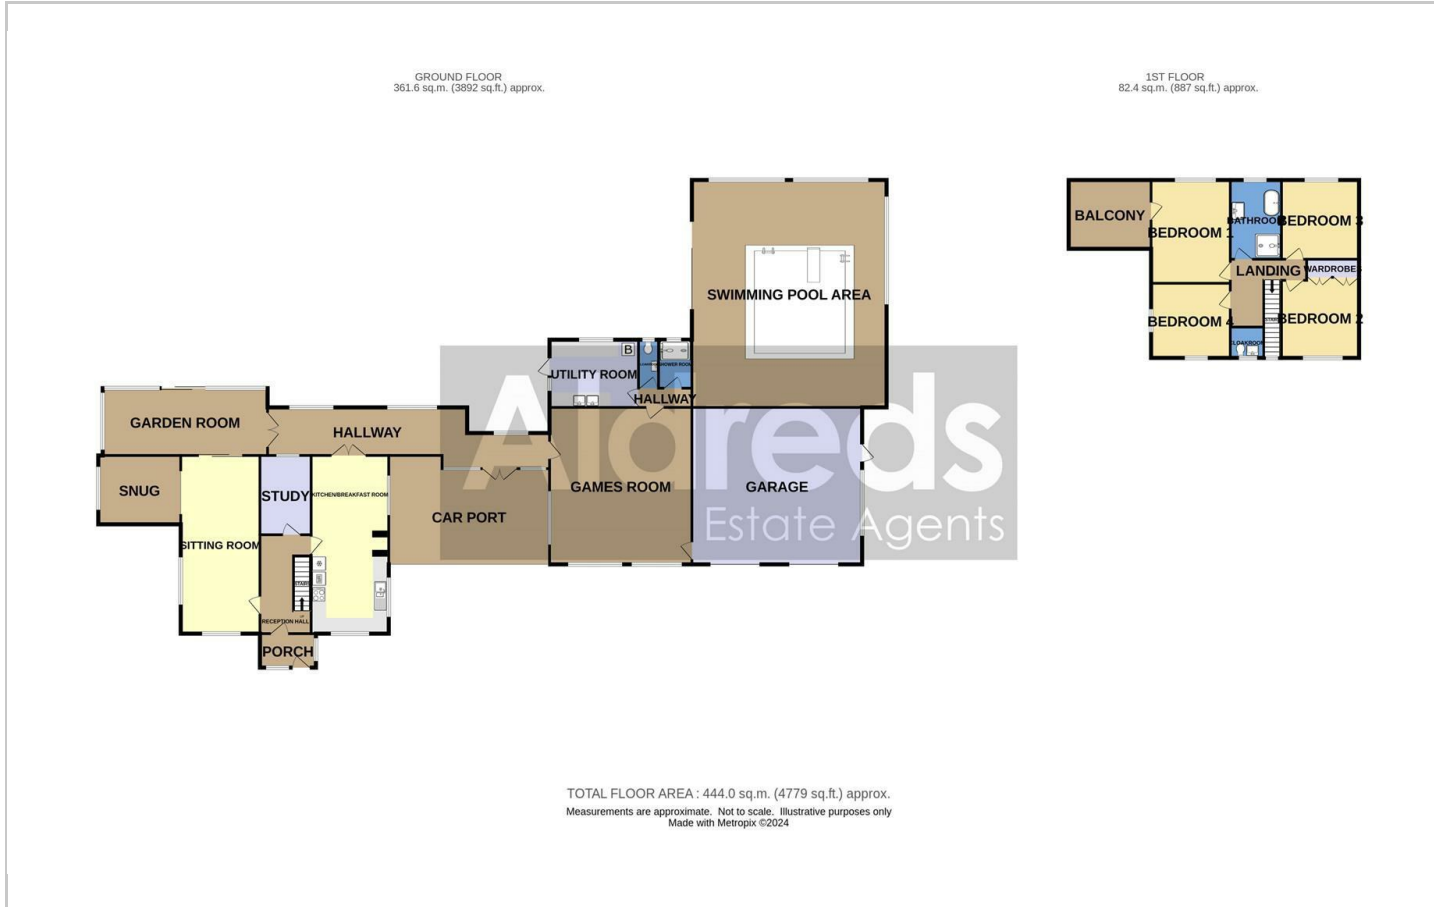 GROUND FLOOR
361.6 sq.m. (3892 sq.ft.) approx.
1ST FLOOR
82.4 sq.m. (887 sq.ft.) approx.
BALCONY
BEDROOM 1
BATHROOM
BEDROOM 3
LANDING
WARDROBES
BEDROOM 4
STAIRS
BEDROOM 2
CLOAKROOM
SWIMMING POOL AREA
B
UTILITY ROOM
SHOWER ROOM
HALLWAY
GARDEN ROOM
HALLWAY
SNUG
STUDY
KITCHEN/BREAKFAST ROOM
CAR PORT
GAMES ROOM
GARAGE
SITTING ROOM
STAIRS
UP
RECEPTION HALL
PORCH
Aldreds
Estate Agents
TOTAL FLOOR AREA : 444.0 sq.m. (4779 sq.ft.) approx.
Measurements are approximate. Not to scale. Illustrative purposes only
Made with Metropix ©2024